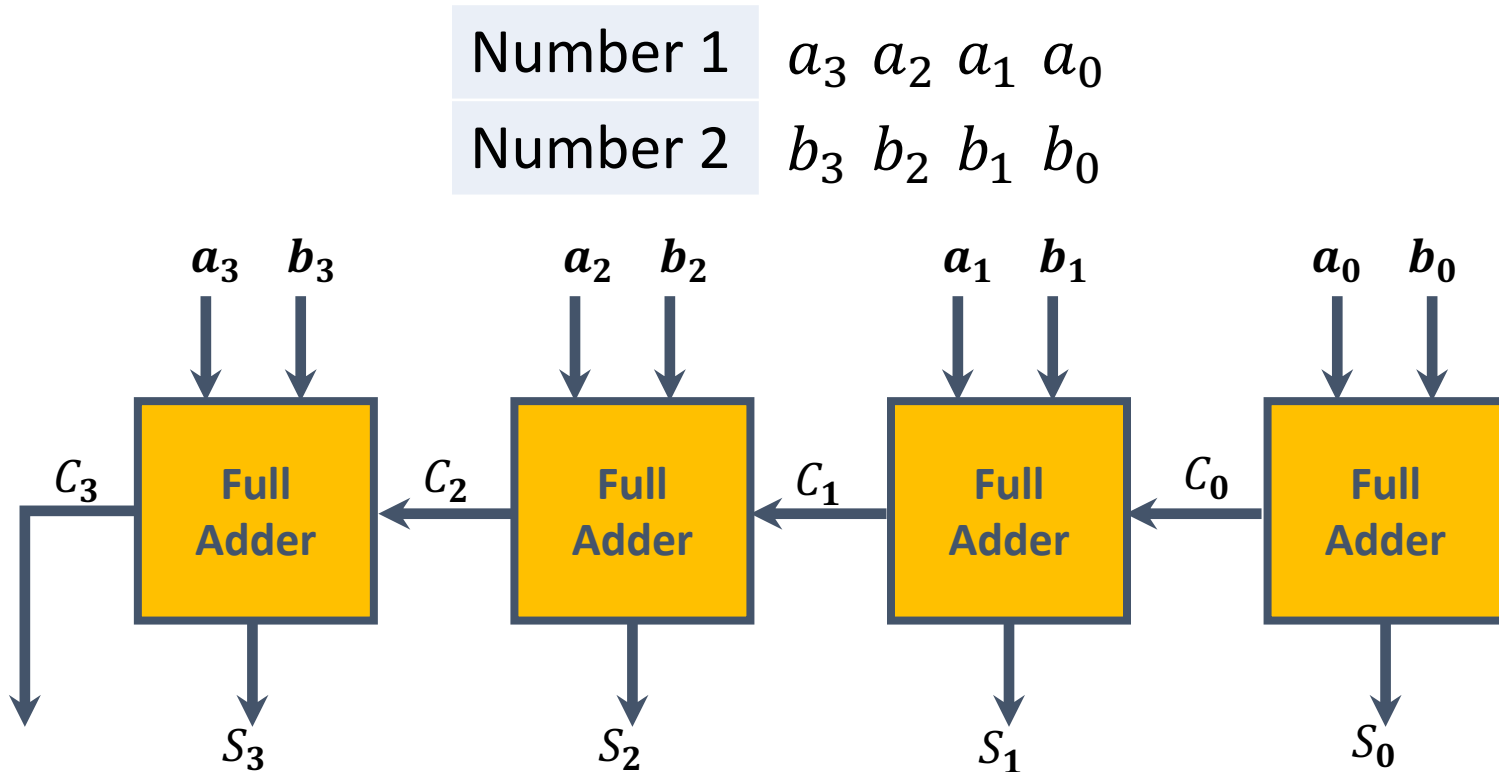 Number 1 a₃ a₂ a₁ a₀
Number 2 b₃ b₂ b₁ b₀
a₃ b₃ a₂ b₂ a₁ b₁ a₀ b₀
C₃ Full Adder C₂ Full Adder C₁ Full Adder C₀ Full Adder
S₃ S₂ S₁ S₀